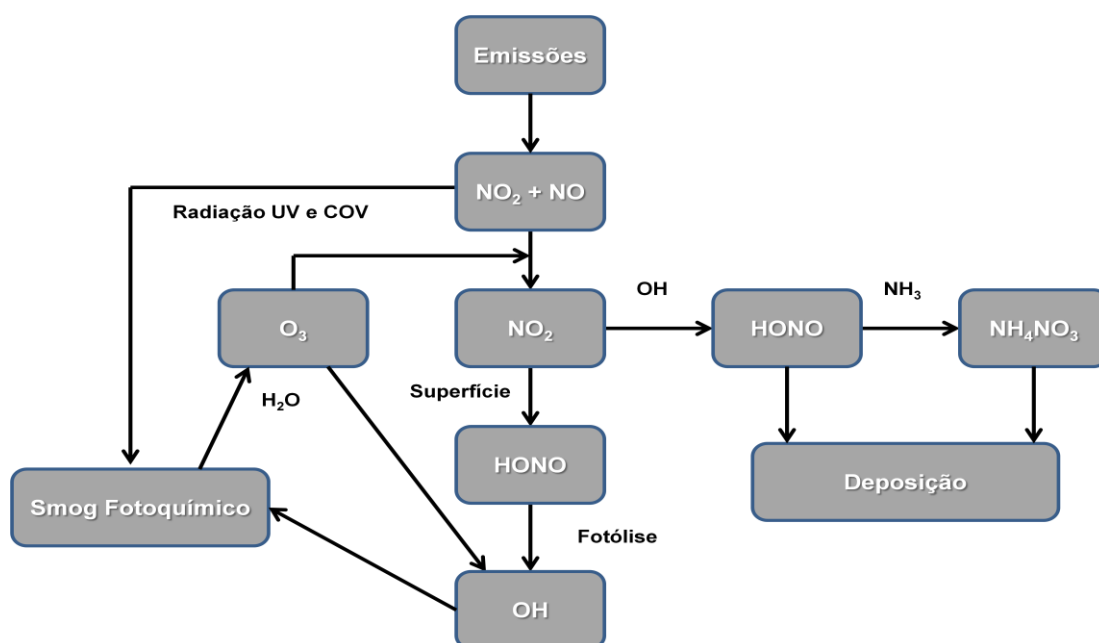 Emissões
NO₂ + NO
Radiação UV e COV
O₃
NO₂
OH
HONO
NH₃
NH₄NO₃
Superfície
H₂O
HONO
Deposição
Smog Fotoquímico
Fotólise
OH